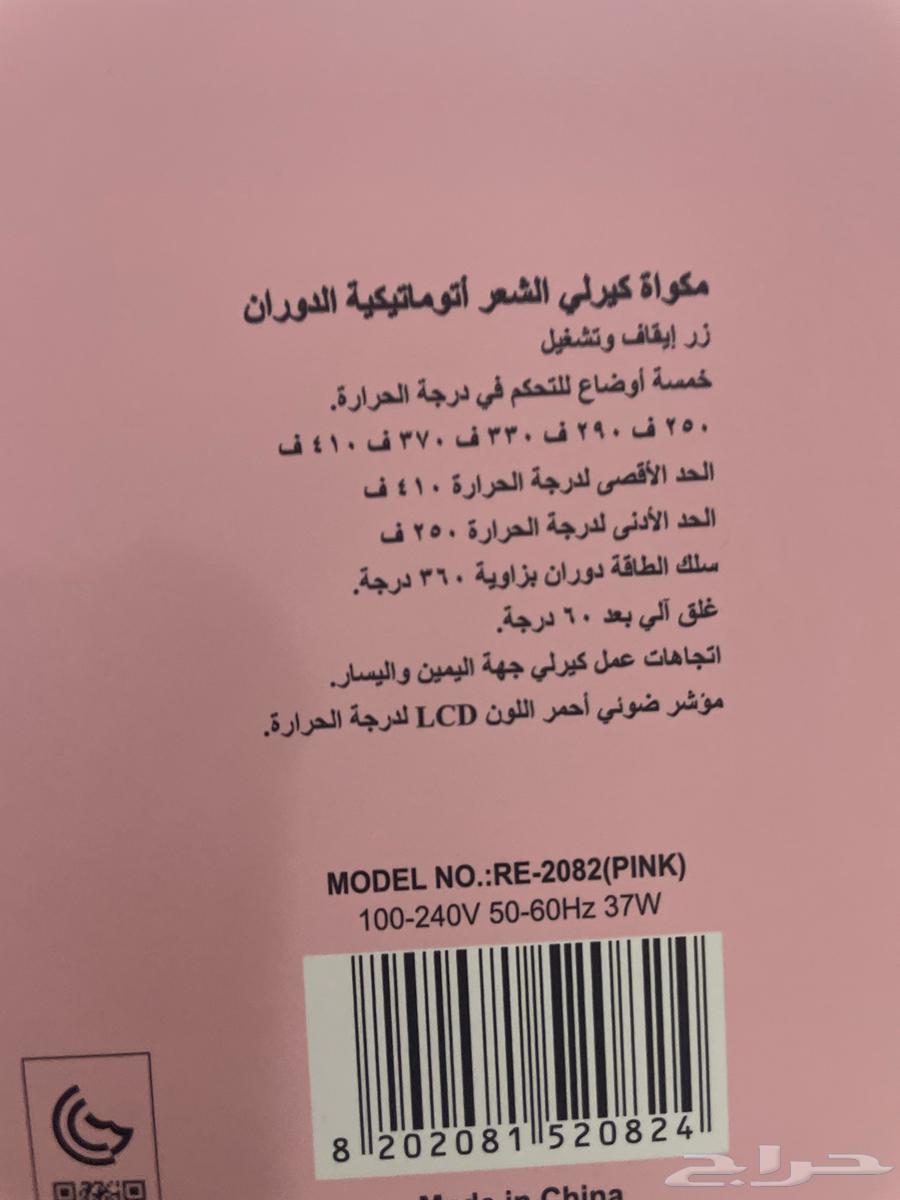 مكواة كيرلي الشعر أتوماتيكية الدوران
زر إيقاف وتشغيل
خمسة أوضاع للتحكم في درجة الحرارة.
٢٥٠ ف ٢٩٠ ف ٣٣٠ ف ٣٧٠ ف ٤١٠ ف
الحد الأقصى لدرجة الحرارة ٤١٠ ف
الحد الأدنى لدرجة الحرارة ٢٥٠ ف
سلك الطاقة دوران بزاوية ٣٦٠ درجة.
غلق آلي بعد ٦٠ درجة.
اتجاهات عمل كيرلي جهة اليمين واليسار.
مؤشر ضوئي أحمر اللون LCD لدرجة الحرارة.
MODEL NO.:RE-2082(PINK)
100-240V 50-60Hz 37W
8 202081 520824
Made in China
حراج